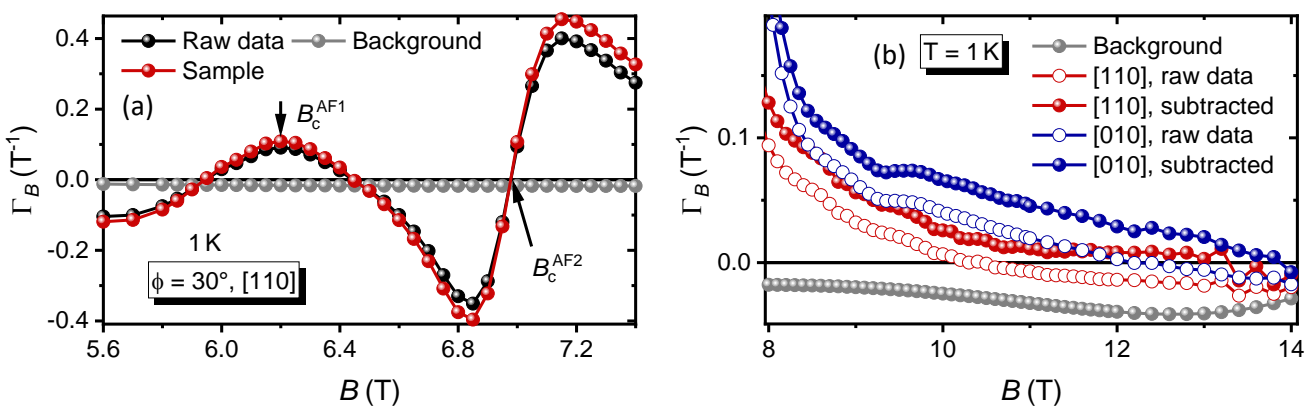 0.4
0.2
0.0
-0.2
-0.4
Γ_B (T⁻¹)
Raw data
Background
Sample
(a)
B_c^AF1
B_c^AF2
1 K
ϕ = 30°, [110]
5.6 6.0 6.4 6.8 7.2
B (T)
0.1
0.0
Γ_B (T⁻¹)
(b)
T = 1 K
Background
[110], raw data
[110], subtracted
[010], raw data
[010], subtracted
8 10 12 14
B (T)